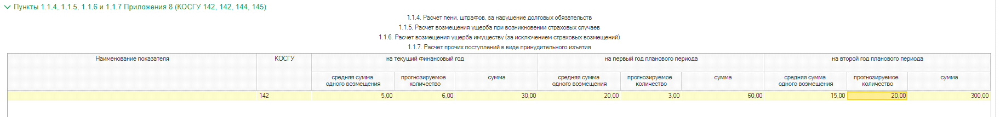 Пункты 1.1.4, 1.1.5, 1.1.6 и 1.1.7 Приложения 8 (КОСГУ 142, 142, 144, 145)
1.1.4. Расчет пени, штрафов, за нарушение долговых обязательств
1.1.5. Расчет возмещения ущерба при возникновении страховых случаев
1.1.6. Расчет возмещения ущерба имуществу (за исключением страховых возмещений)
1.1.7. Расчет прочих поступлений в виде принудительного изъятия
Наименование показателя КОСГУ на текущий финансовый год на первый год планового периода на второй год планового периода
средняя сумма прогнозируемое сумма средняя сумма прогнозируемое сумма средняя сумма прогнозируемое сумма
одного возмещения количество одного возмещения количество одного возмещения количество
142 5,00 6,00 30,00 20,00 3,00 60,00 15,00 20,00 300,00